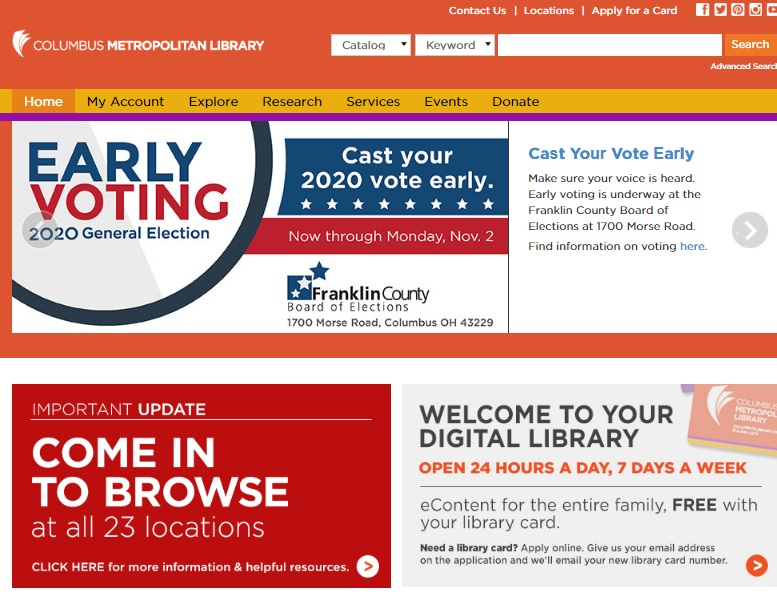 Contact Us | Locations | Apply for a Card
COLUMBUS METROPOLITAN LIBRARY
Catalog Keyword Search
Advanced Search
Home My Account Explore Research Services Events Donate
EARLY
VOTING
2020 General Election
Cast your
2020 vote early.
Now through Monday, Nov. 2
Franklin County
Board of Elections
1700 Morse Road, Columbus OH 43229
Cast Your Vote Early
Make sure your voice is heard.
Early voting is underway at the
Franklin County Board of
Elections at 1700 Morse Road.
Find information on voting here.
IMPORTANT UPDATE
COME IN
TO BROWSE
at all 23 locations
CLICK HERE for more information & helpful resources.
WELCOME TO YOUR
DIGITAL LIBRARY
OPEN 24 HOURS A DAY, 7 DAYS A WEEK
eContent for the entire family, FREE with
your library card.
Need a library card? Apply online. Give us your email address
on the application and we'll email your new library card number.
COLUMBUS
METROPOLITAN
LIBRARY